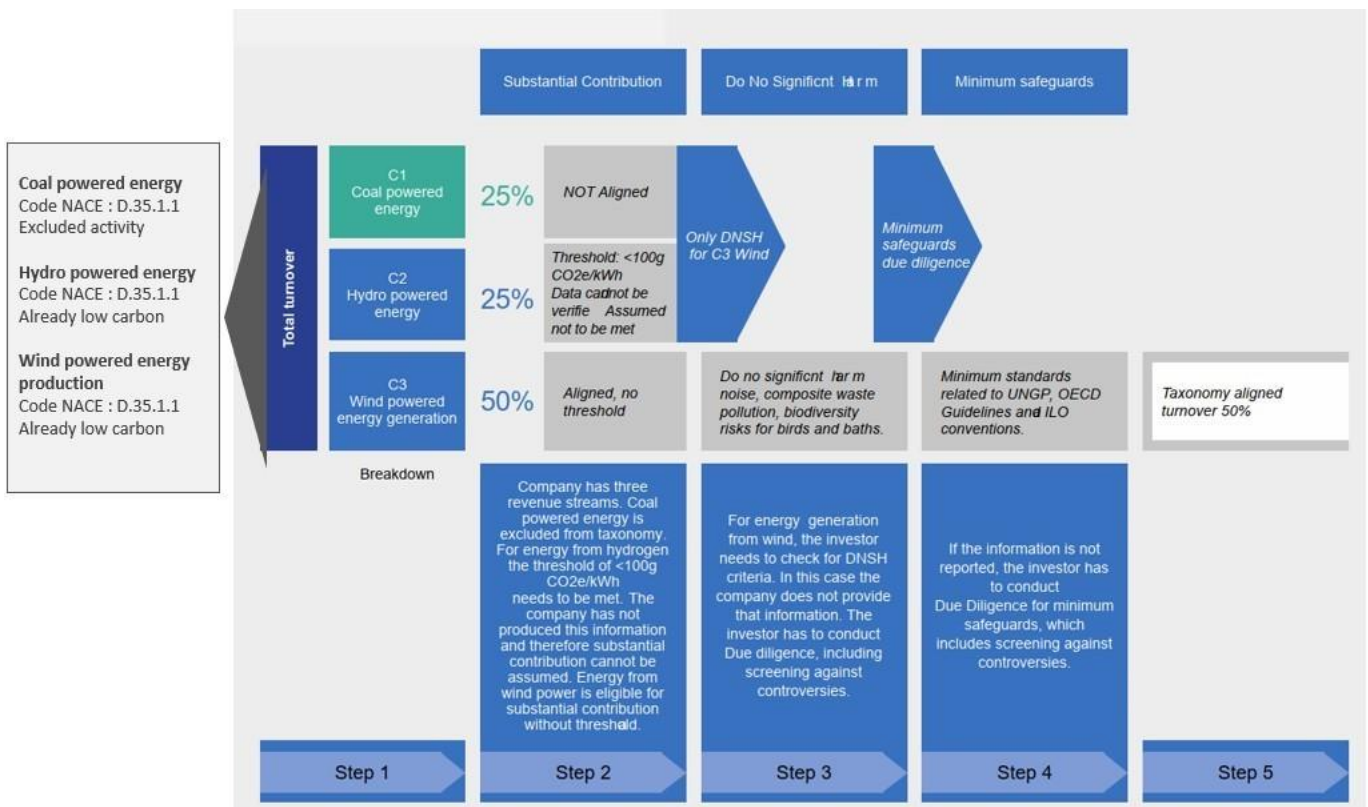 Substantial Contribution
Do No Significnt Harm
Minimum safeguards
Coal powered energy
Code NACE : D.35.1.1
Excluded activity
Hydro powered energy
Code NACE : D.35.1.1
Already low carbon
Wind powered energy
production
Code NACE : D.35.1.1
Already low carbon
Total turnover
C1
Coal powered
energy
25%
NOT Aligned
C2
Hydro powered
energy
25%
Threshold: <100g
CO2e/kWh
Data cannot be
verifie Assumed
not to be met
Only DNSH
for C3 Wind
Minimum
safeguards
due diligence
C3
Wind powered
energy generation
50%
Aligned, no
threshold
Do no significnt harm
noise, composite waste
pollution, biodiversity
risks for birds and baths.
Minimum standards
related to UNGP, OECD
Guidelines and ILO
conventions.
Taxonomy aligned
turnover 50%
Breakdown
Company has three
revenue streams. Coal
powered energy is
excluded from taxonomy.
For energy from hydrogen
the threshold of <100g
CO2e/kWh
needs to be met. The
company has not
produced this information
and therefore substantial
contribution cannot be
assumed. Energy from
wind power is eligible for
substantial contribution
without threshold.
For energy generation
from wind, the investor
needs to check for DNSH
criteria. In this case the
company does not provide
that information. The
investor has to conduct
Due diligence, including
screening against
controversies.
If the information is not
reported, the investor has
to conduct
Due Diligence for minimum
safeguards, which
includes screening against
controversies.
Step 1
Step 2
Step 3
Step 4
Step 5